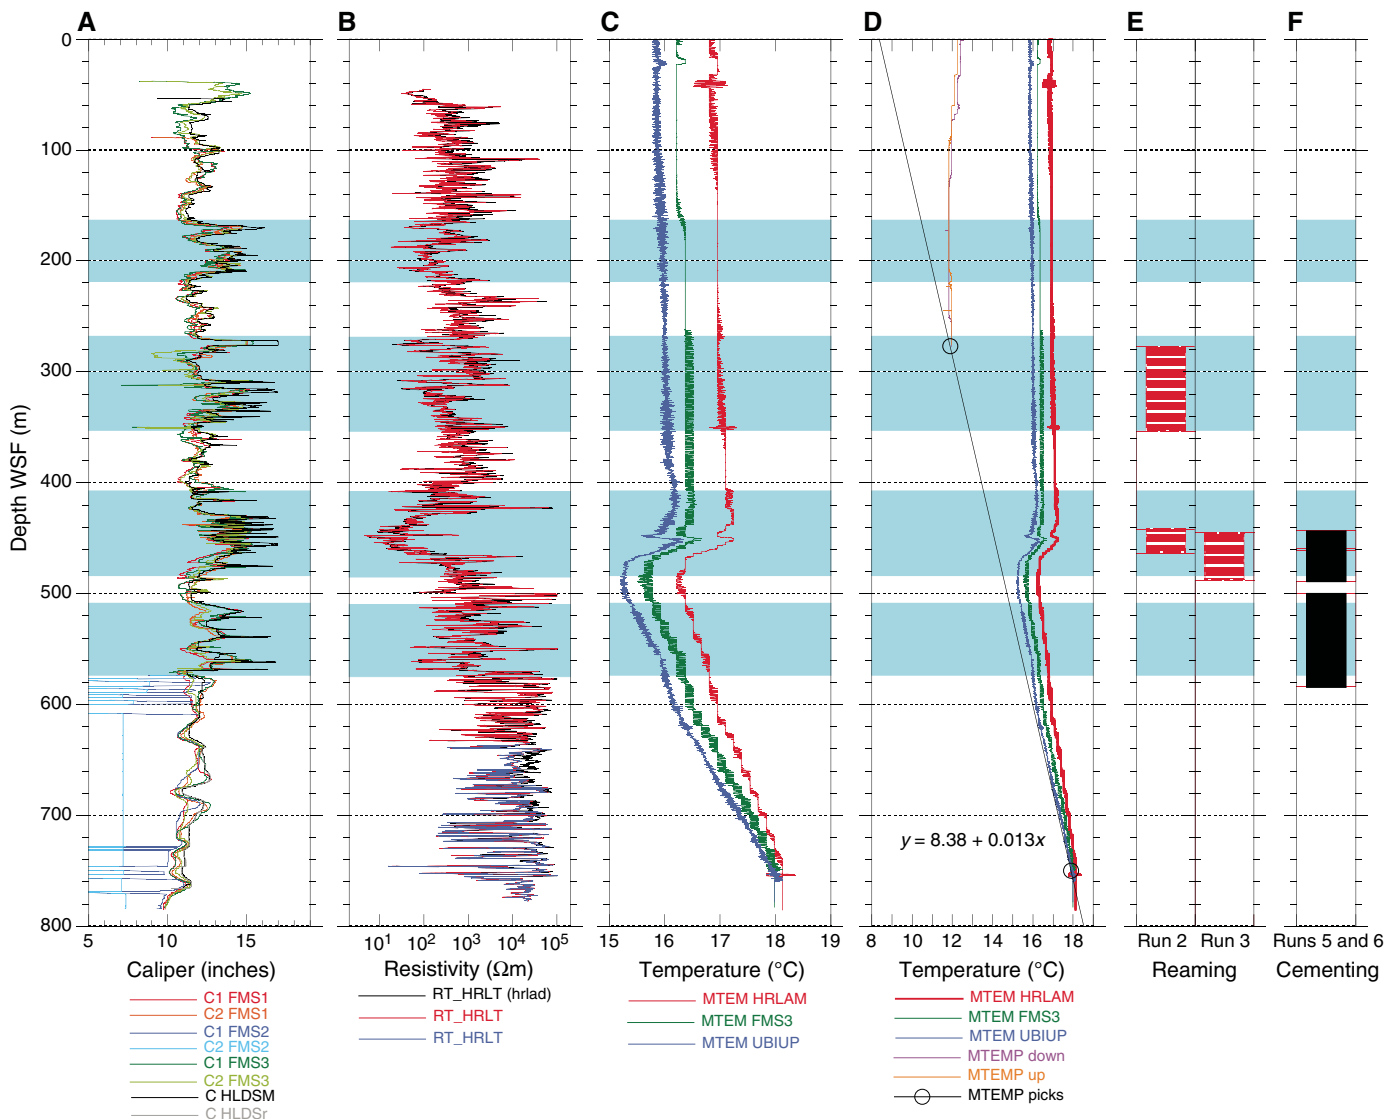 A B C D E F
0
100
200
300
400
500
600
700
800
Depth WSF (m)
y = 8.38 + 0.013x
5 10 15
10¹ 10² 10³ 10⁴ 10⁵
15 16 17 18 19
8 10 12 14 16 18
Run 2 Run 3
Runs 5 and 6
Caliper (inches)
Resistivity (Ωm)
Temperature (°C)
Temperature (°C)
Reaming
Cementing
C1 FMS1
C2 FMS1
C1 FMS2
C2 FMS2
C1 FMS3
C2 FMS3
C HLDSM
C HLDSr
RT_HRLT (hrlad)
RT_HRLT
RT_HRLT
MTEM HRLAM
MTEM FMS3
MTEM UBIUP
MTEM HRLAM
MTEM FMS3
MTEM UBIUP
MTEMP down
MTEMP up
MTEMP picks